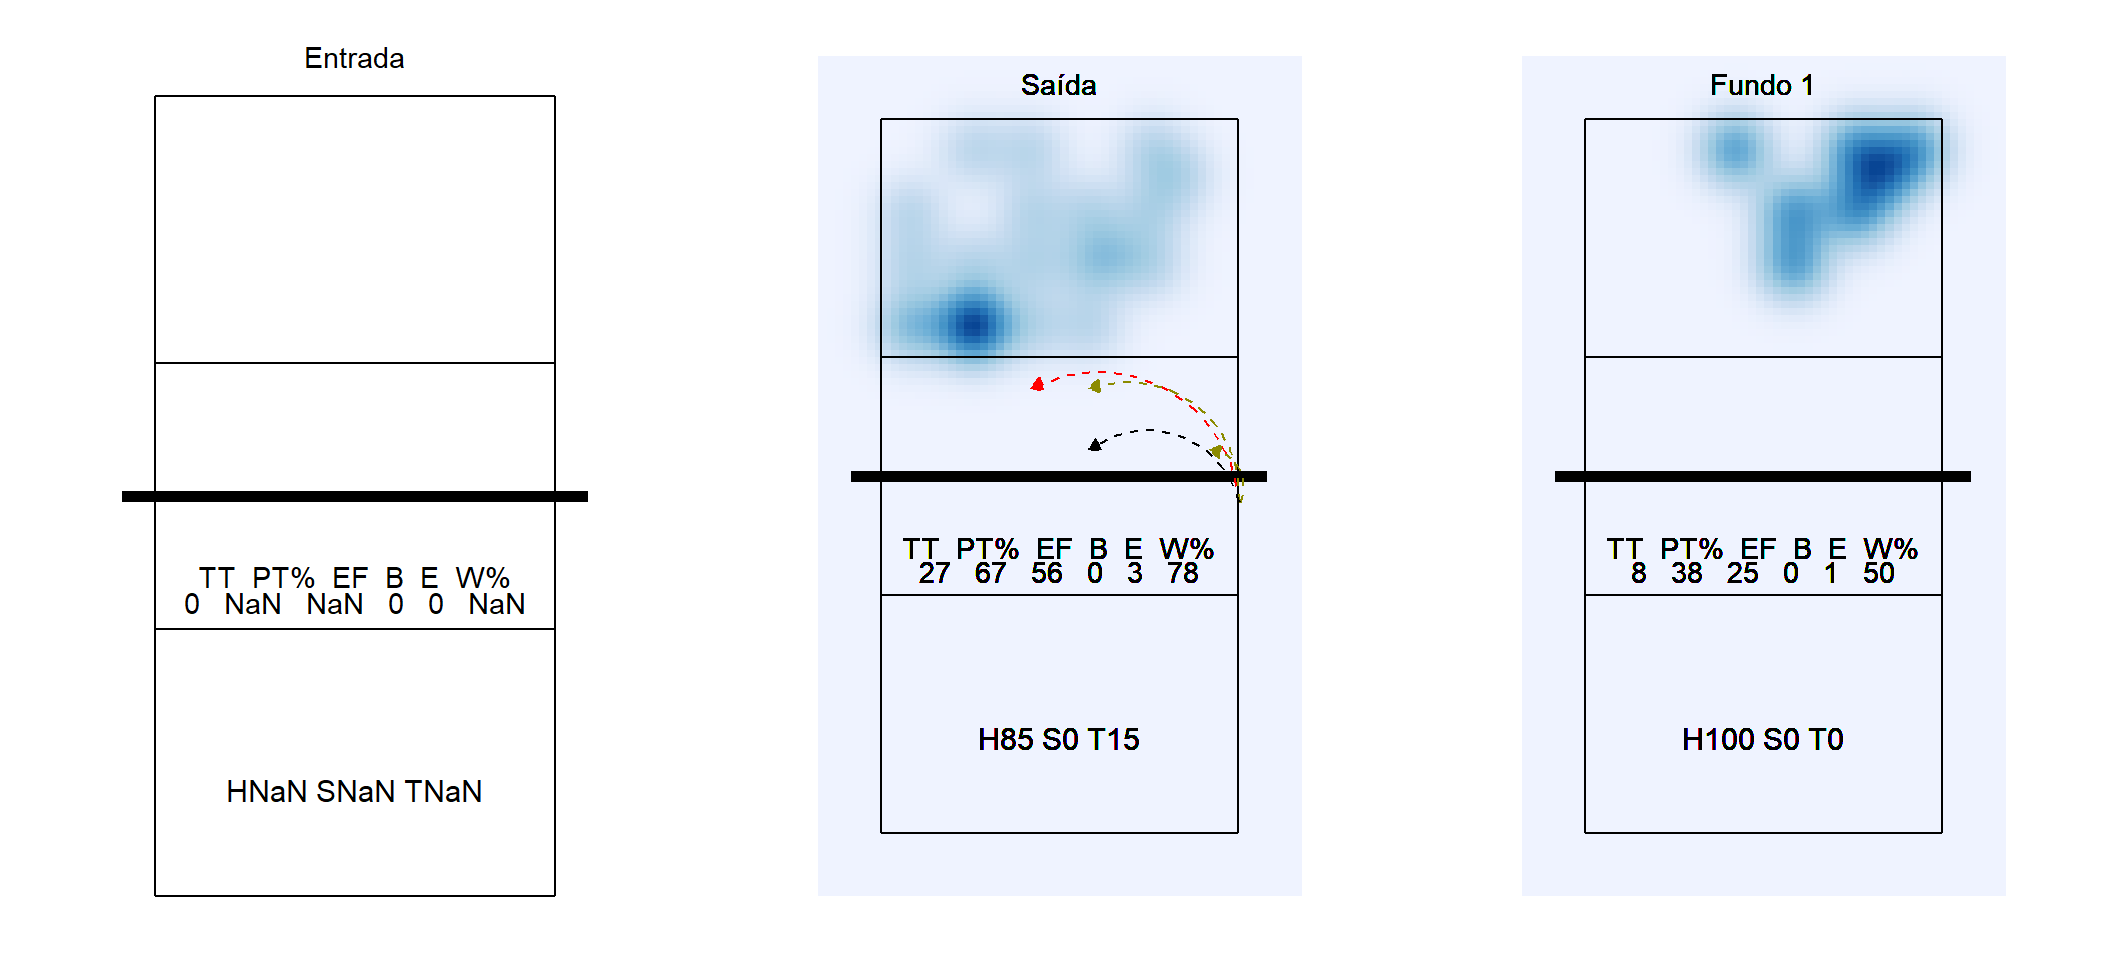 Entrada
TT PT% EF B E W%
0 NaN NaN 0 0 NaN
HNaN SNaN TNaN
Saída
TT PT% EF B E W%
27 67 56 0 3 78
H85 S0 T15
Fundo 1
TT PT% EF B E W%
8 38 25 0 1 50
H100 S0 T0